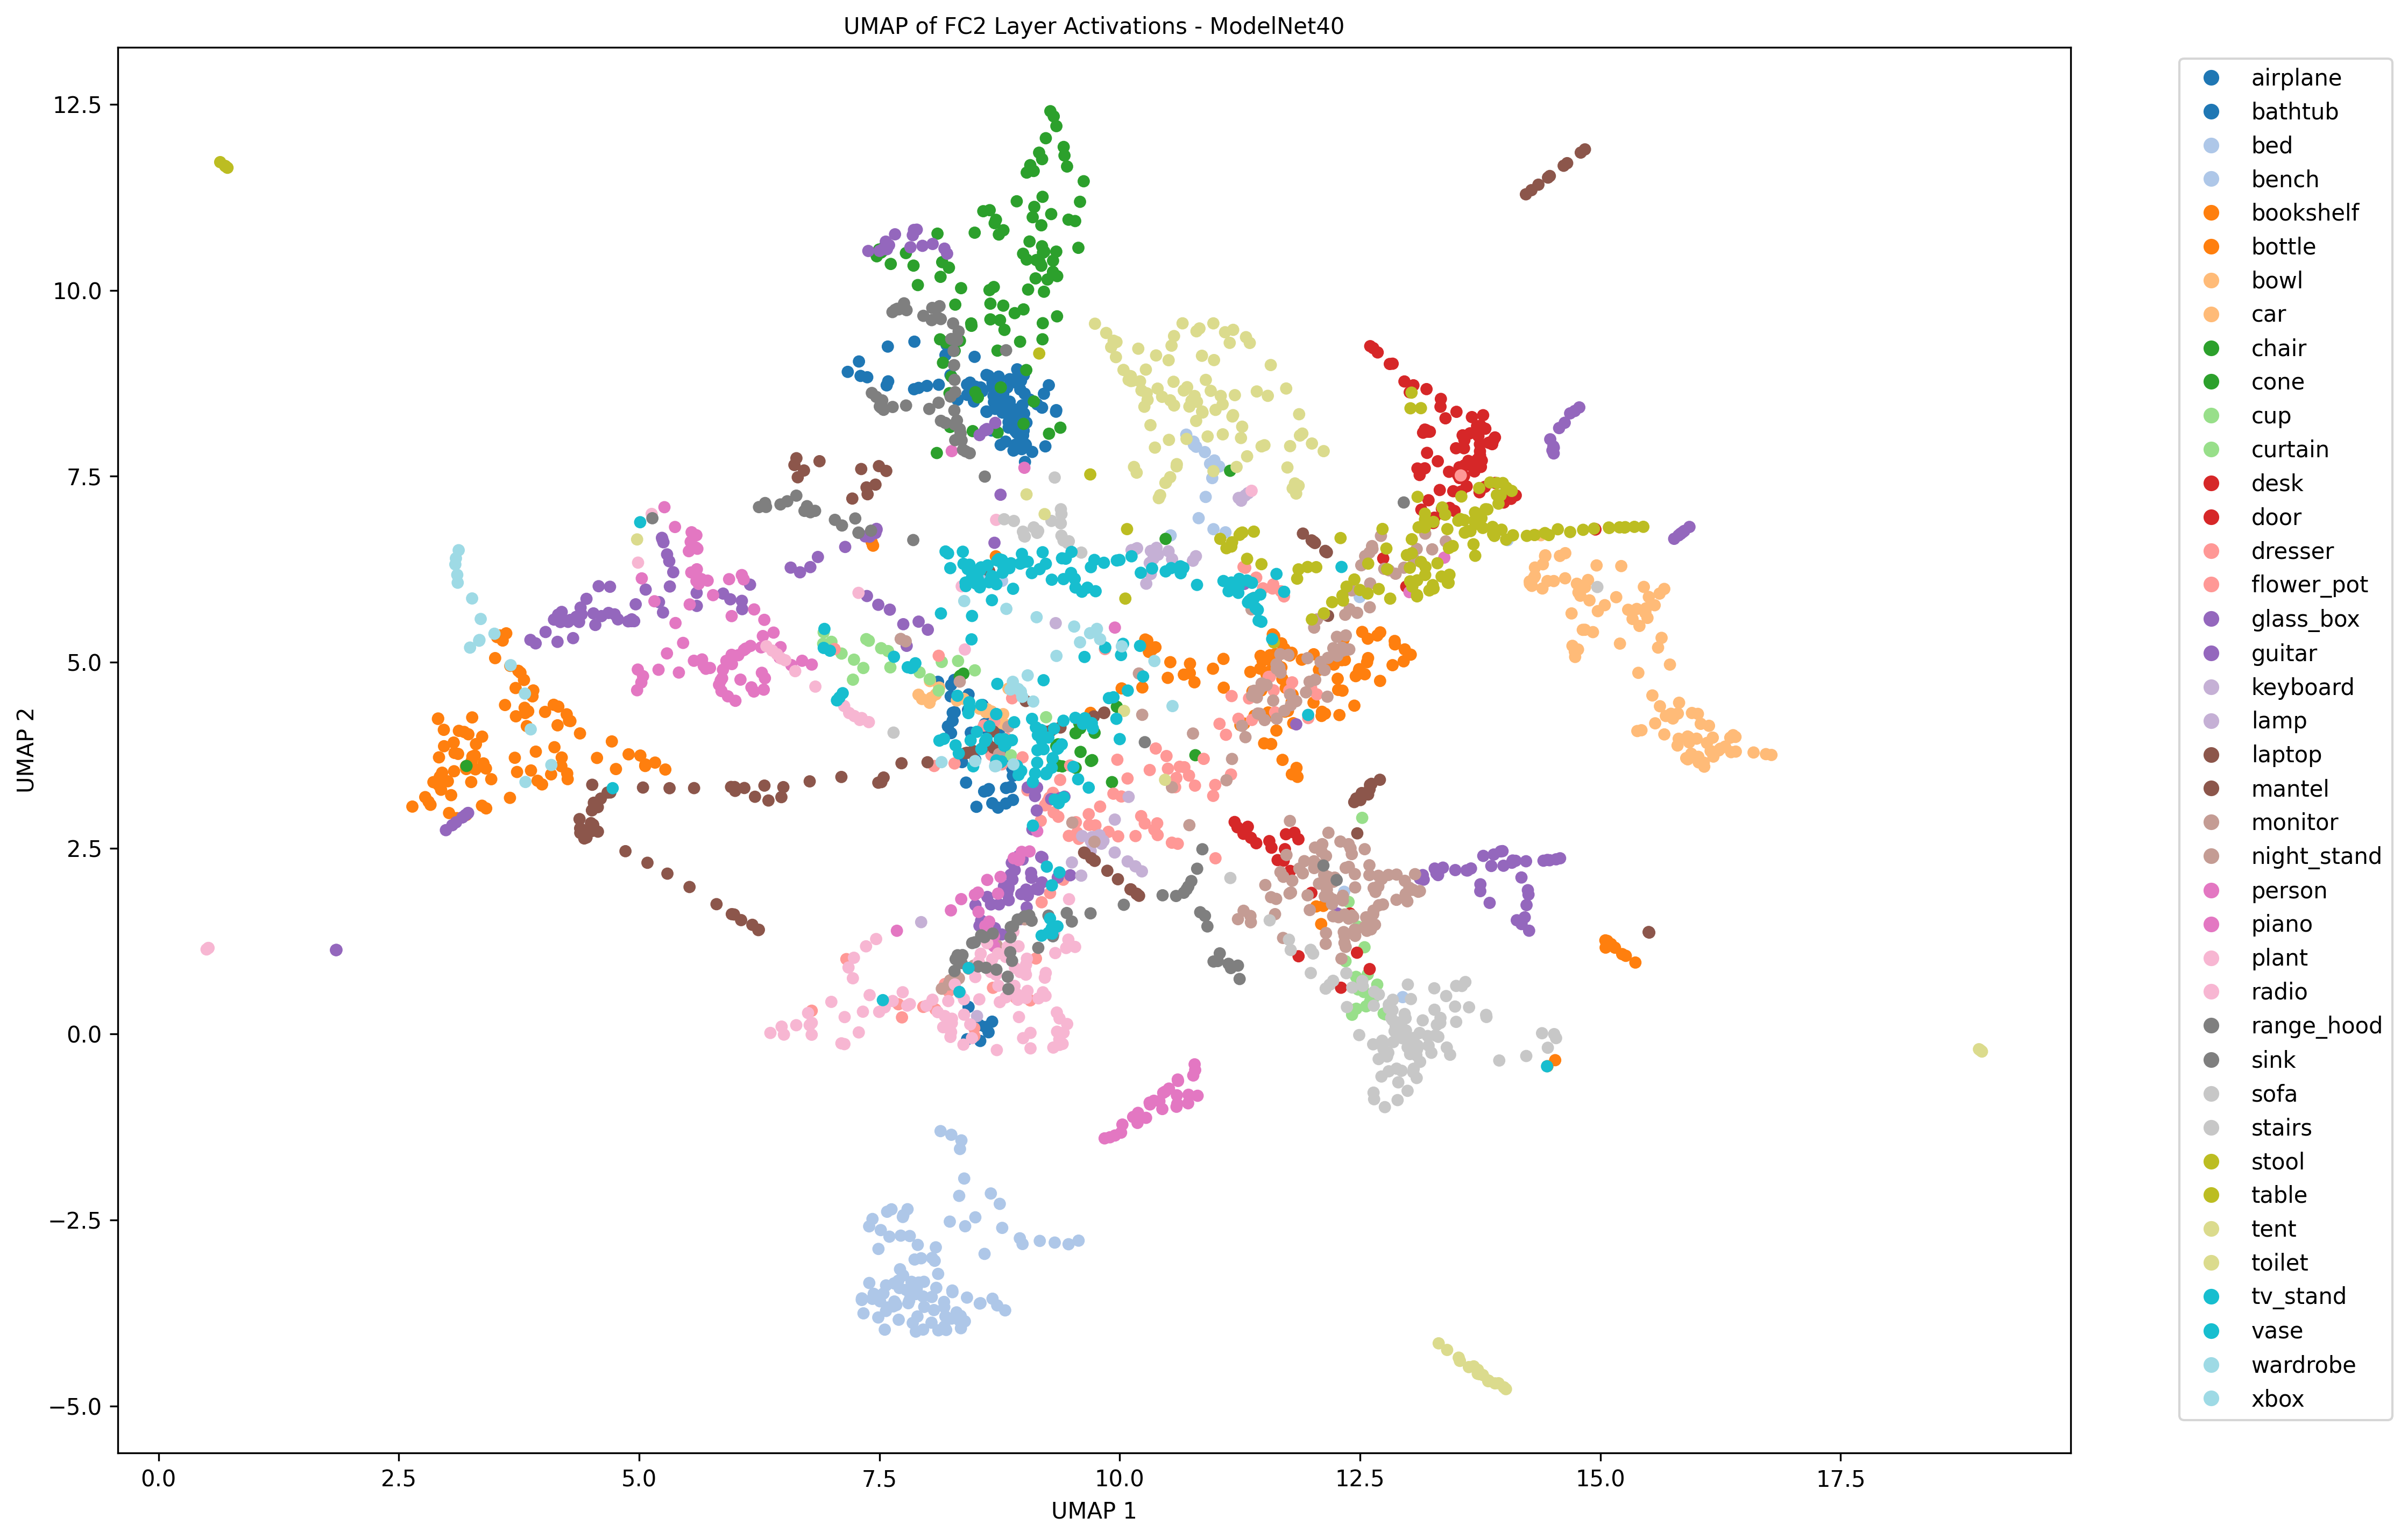 UMAP of FC2 Layer Activations - ModelNet40
12.5
10.0
7.5
5.0
2.5
0.0
−2.5
−5.0
UMAP 2
0.0
2.5
5.0
7.5
10.0
12.5
15.0
17.5
UMAP 1
airplane
bathtub
bed
bench
bookshelf
bottle
bowl
car
chair
cone
cup
curtain
desk
door
dresser
flower_pot
glass_box
guitar
keyboard
lamp
laptop
mantel
monitor
night_stand
person
piano
plant
radio
range_hood
sink
sofa
stairs
stool
table
tent
toilet
tv_stand
vase
wardrobe
xbox